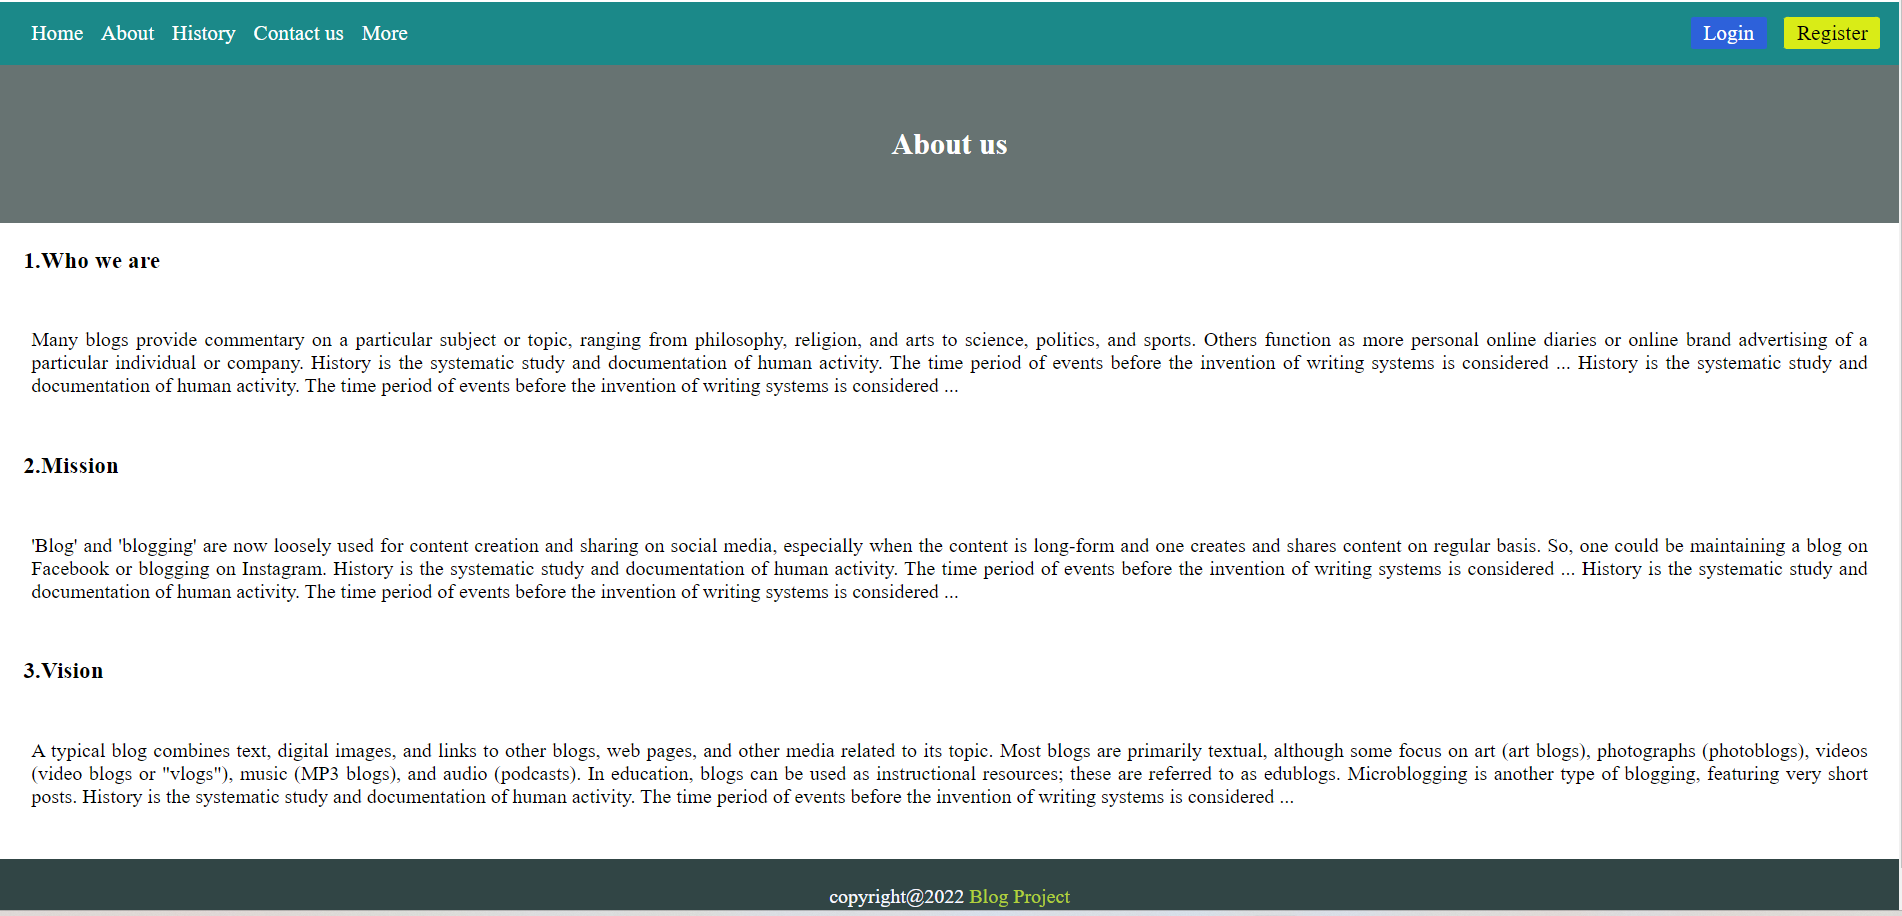 Home About History Contact us More Login Register
About us
1.Who we are
Many blogs provide commentary on a particular subject or topic, ranging from philosophy, religion, and arts to science, politics, and sports. Others function as more personal online diaries or online brand advertising of a
particular individual or company. History is the systematic study and documentation of human activity. The time period of events before the invention of writing systems is considered ... History is the systematic study and
documentation of human activity. The time period of events before the invention of writing systems is considered ...
2.Mission
'Blog' and 'blogging' are now loosely used for content creation and sharing on social media, especially when the content is long-form and one creates and shares content on regular basis. So, one could be maintaining a blog on
Facebook or blogging on Instagram. History is the systematic study and documentation of human activity. The time period of events before the invention of writing systems is considered ... History is the systematic study and
documentation of human activity. The time period of events before the invention of writing systems is considered ...
3.Vision
A typical blog combines text, digital images, and links to other blogs, web pages, and other media related to its topic. Most blogs are primarily textual, although some focus on art (art blogs), photographs (photoblogs), videos
(video blogs or "vlogs"), music (MP3 blogs), and audio (podcasts). In education, blogs can be used as instructional resources; these are referred to as edublogs. Microblogging is another type of blogging, featuring very short
posts. History is the systematic study and documentation of human activity. The time period of events before the invention of writing systems is considered ...
copyright@2022 Blog Project